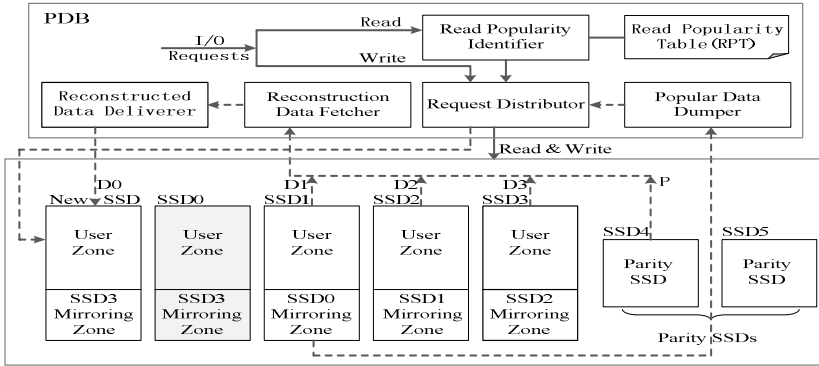 PDB
Read
I/O
Requests
Write
Read Popularity
Identifier
Read Popularity
Table(RPT)
Reconstructed
Data Deliverer
Reconstruction
Data Fetcher
Request Distributor
Popular Data
Dumper
Read & Write
D0
D1
D2
D3
P
New SSD
SSD0
SSD1
SSD2
SSD3
SSD4
SSD5
User
Zone
User
Zone
User
Zone
User
Zone
User
Zone
Parity
SSD
Parity
SSD
SSD3
Mirroring
Zone
SSD3
Mirroring
Zone
SSD0
Mirroring
Zone
SSD1
Mirroring
Zone
SSD2
Mirroring
Zone
Parity SSDs